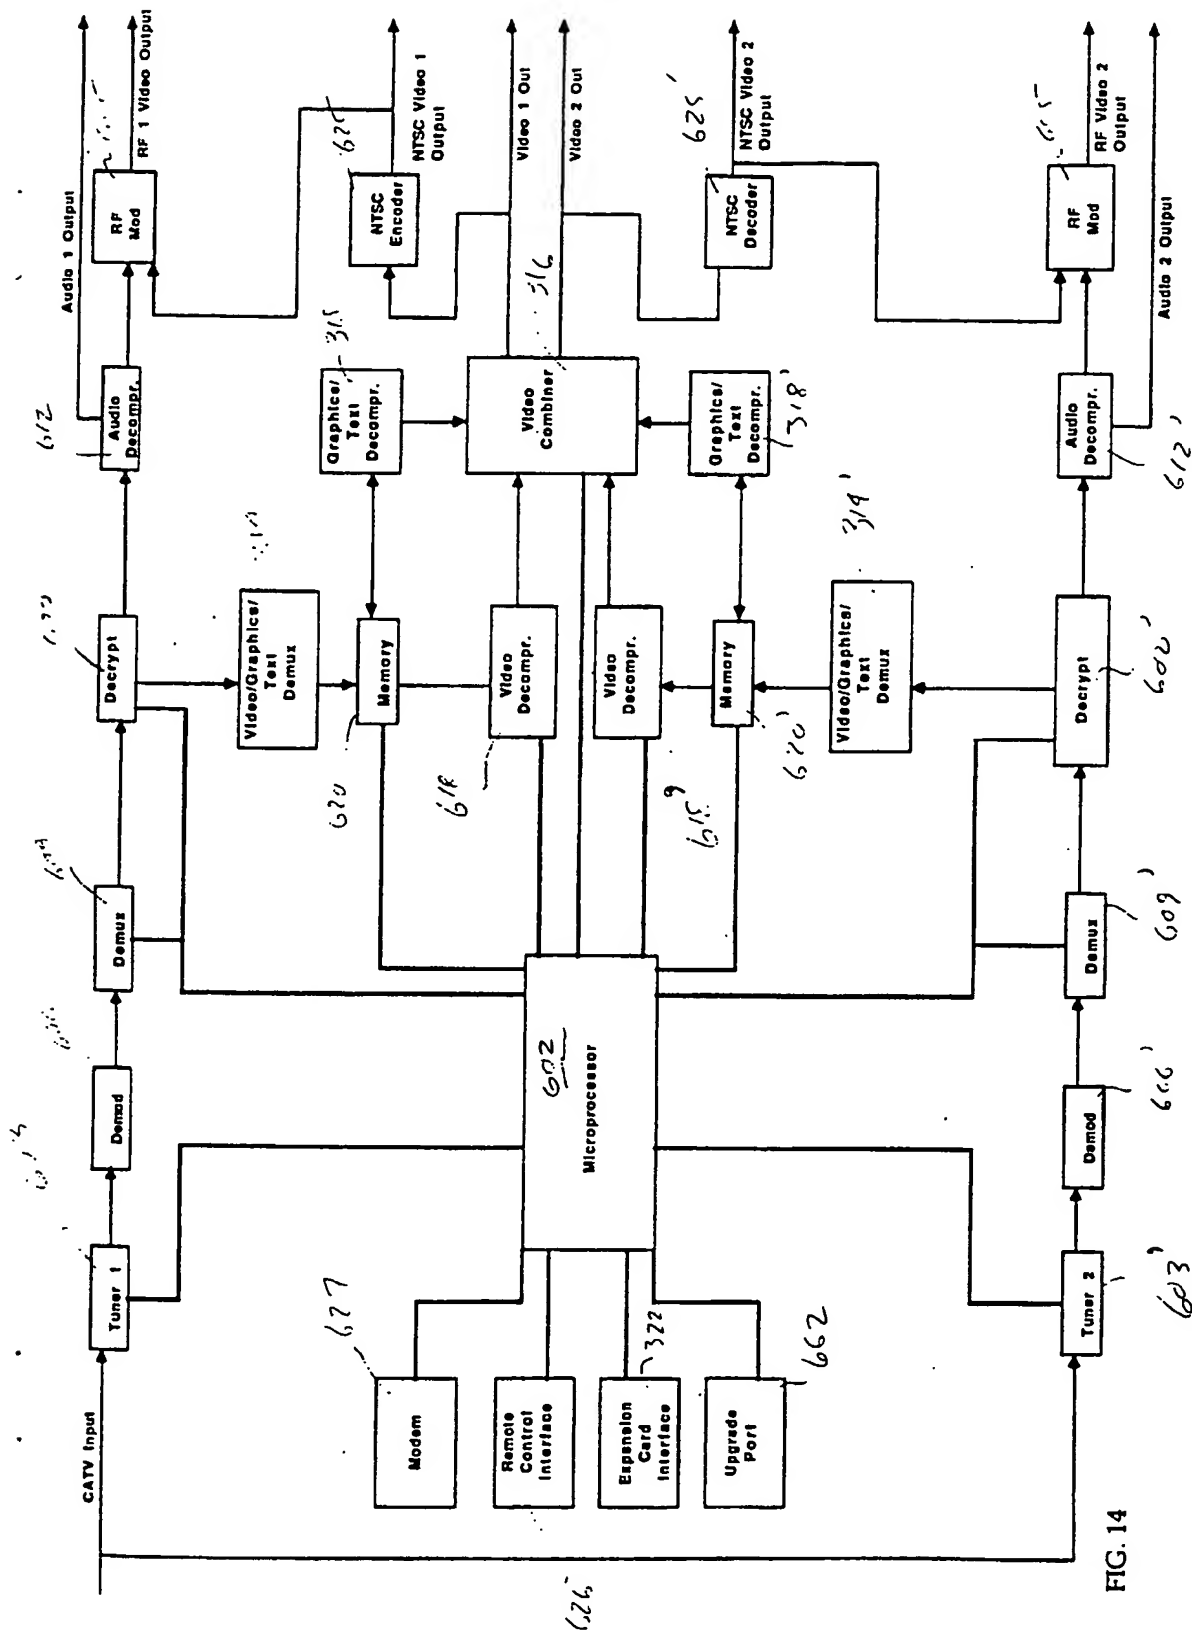 CATV Input
Tuner 1
Demod
Demux
Decrypt
Audio
Decompr.
612
RF
Mod
Audio 1 Output
RF 1 Video Output
Video/Graphics/
Text
Demux
Memory
620
Graphics/
Text
Decompr.
315
NTSC
Encoder
NTSC Video 1
Output
Video
Decompr.
618
Video
Combiner
316
Video 1 Out
Video 2 Out
Modem
627
Remote
Control
Interface
Expansion
Card
Interface
322
Upgrade
Port
662
602
Microprocessor
Video
Decompr.
Memory
620'
Graphics/
Text
Decompr.
318'
NTSC
Decoder
625'
NTSC Video 2
Output
Video/Graphics/
Text
Demux
314'
Tuner 2
603'
Demod
606'
Demux
609'
Decrypt
602'
Audio
Decompr.
612'
RF
Mod
RF Video 2
Output
Audio 2 Output
FIG. 14